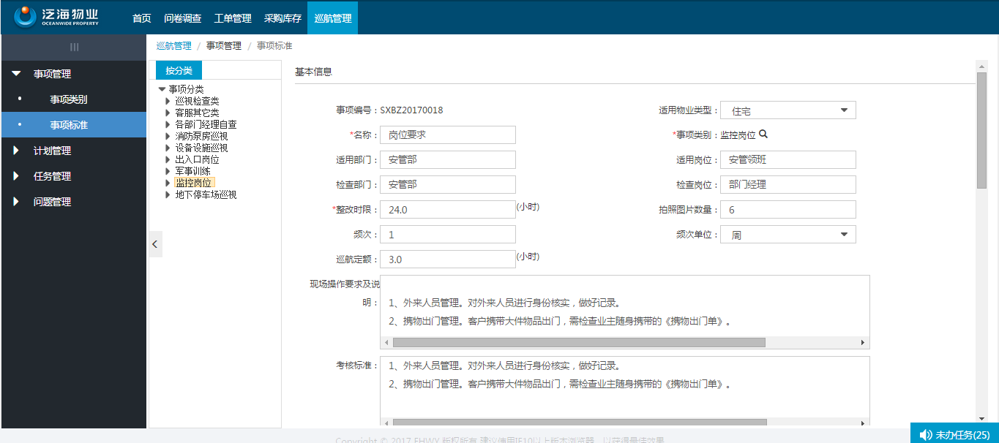 泛海物业
OCEANWIDE PROPERTY
首页 问卷调查 工单管理 采购库存 巡航管理
巡航管理 / 事项管理 / 事项标准
事项管理
事项类别
事项标准
计划管理
任务管理
问题管理
按分类
事项分类
巡视检查类
客服其它类
各部门经理自查
消防泵房巡视
设备设施巡视
出入口岗位
军事训练
监控岗位
地下停车场巡视
基本信息
事项编号：SXBZ20170018 适用物业类型： 住宅
*名称： 岗位要求 *事项类别：监控岗位
适用部门： 安管部 适用岗位： 安管领班
检查部门： 安管部 检查岗位： 部门经理
*整改时限： 24.0 (小时) 拍照图片数量： 6
频次： 1 频次单位： 周
巡航定额： 3.0 (小时)
现场操作要求及说
明：
1、外来人员管理。对外来人员进行身份核实，做好记录。
2、携物出门管理。客户携带大件物品出门，需检查业主随身携带的《携物出门单》。
考核标准：
1、外来人员管理。对外来人员进行身份核实，做好记录。
2、携物出门管理。客户携带大件物品出门，需检查业主随身携带的《携物出门单》。
Copyright © 2017 FHWY 版权所有 建议使用IE10以上版本浏览器，以获得最佳效果
未办任务(25)